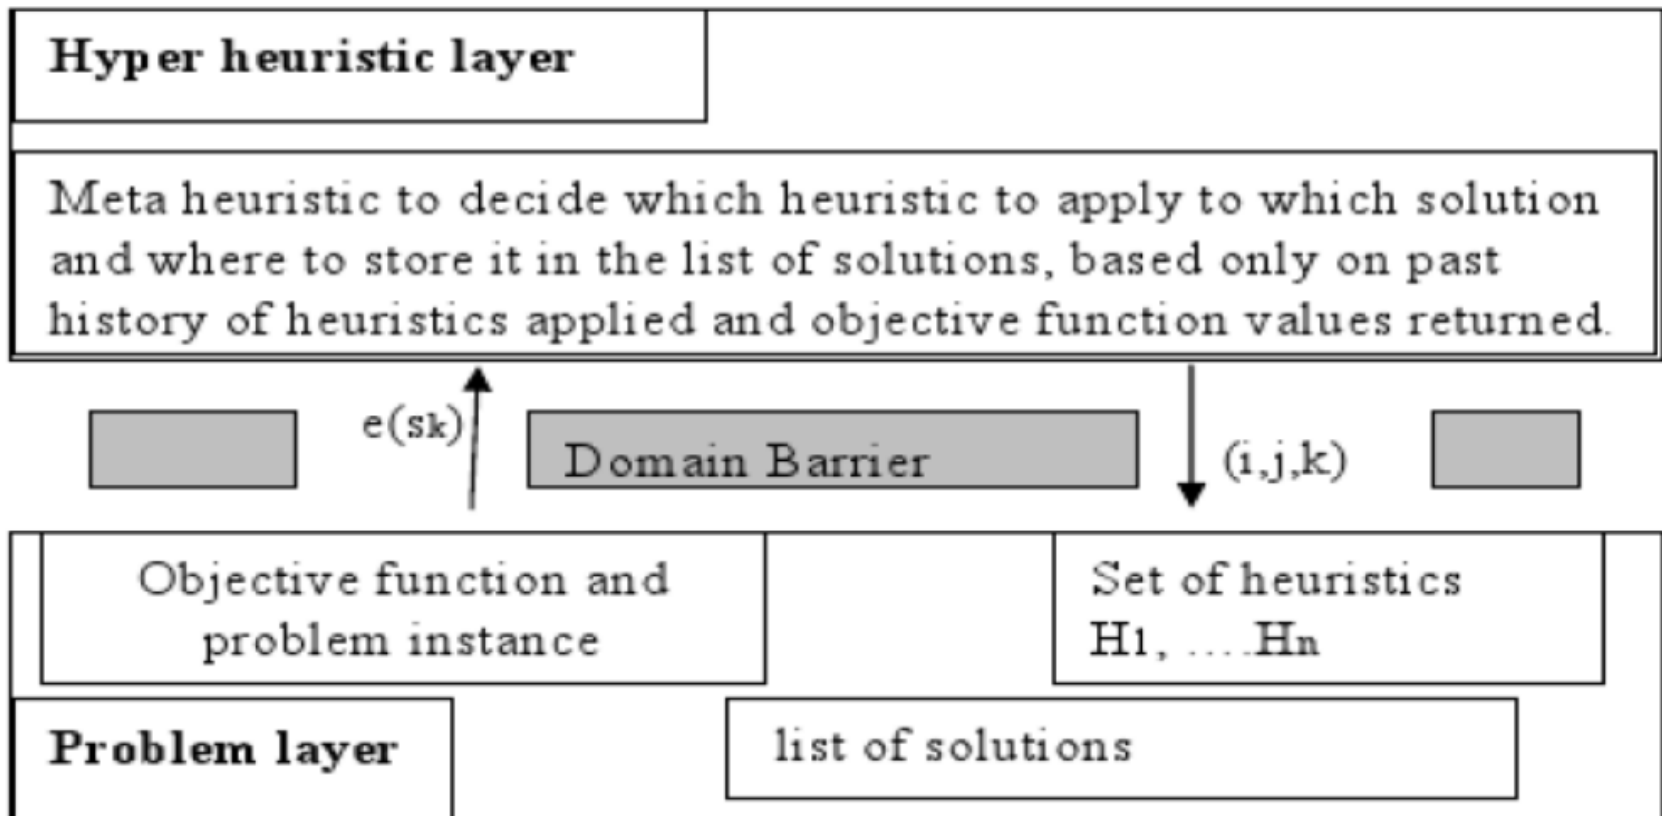 Hyper heuristic layer
Meta heuristic to decide which heuristic to apply to which solution
and where to store it in the list of solutions, based only on past
history of heuristics applied and objective function values returned.
e(sk)
Domain Barrier
(i,j,k)
Objective function and
problem instance
Set of heuristics
H1, ....Hn
Problem layer
list of solutions